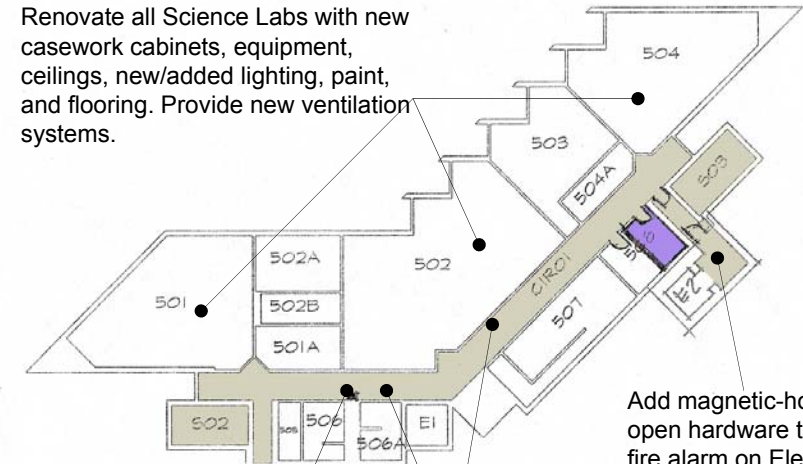 Renovate all Science Labs with new
casework cabinets, equipment,
ceilings, new/added lighting, paint,
and flooring. Provide new ventilation
systems.
504
503
504A
503
502A
502
501
502B
501A
CIR01
507
E2
502
505
506
506A
E1
Add magnetic-ho
open hardware t
fire alarm on Ele